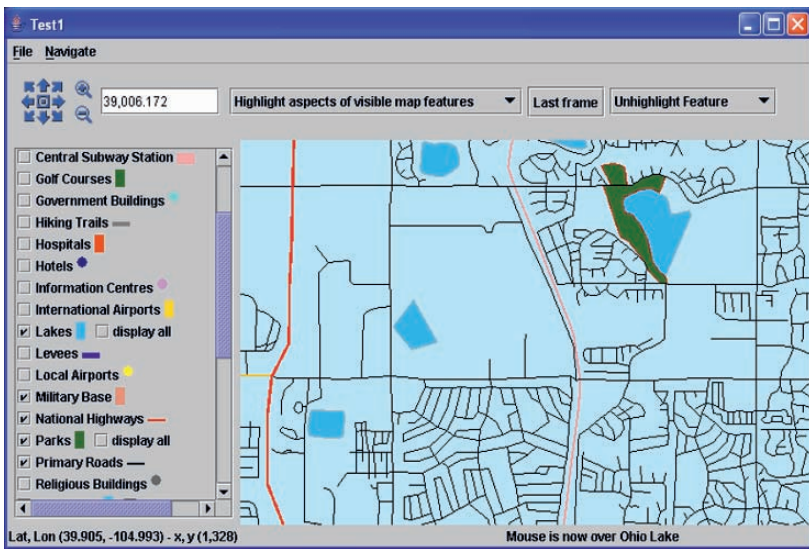 Test1
File Navigate
39,006.172 Highlight aspects of visible map features Last frame Unhighlight Feature
Central Subway Station
Golf Courses
Government Buildings
Hiking Trails
Hospitals
Hotels
Information Centres
International Airports
Lakes display all
Levees
Local Airports
Military Base
National Highways
Parks display all
Primary Roads
Religious Buildings
Lat, Lon (39.905, -104.993) - x, y (1,328) Mouse is now over Ohio Lake